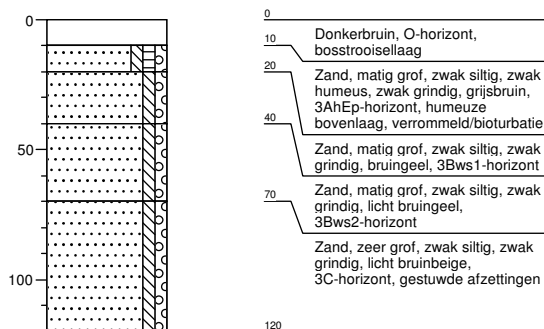 0
50
100
0
Donkerbruin, O-horizont,
bosstrooisellaag
10
Zand, matig grof, zwak siltig, zwak
humeus, zwak grindig, grijsbruin,
3AhEp-horizont, humeuze
bovenlaag, verrommeld/bioturbatie
20
Zand, matig grof, zwak siltig, zwak
grindig, bruingeel, 3Bws1-horizont
40
Zand, matig grof, zwak siltig, zwak
grindig, licht bruingeel,
3Bws2-horizont
70
Zand, zeer grof, zwak siltig, zwak
grindig, licht bruinbeige,
3C-horizont, gestuwde afzettingen
120